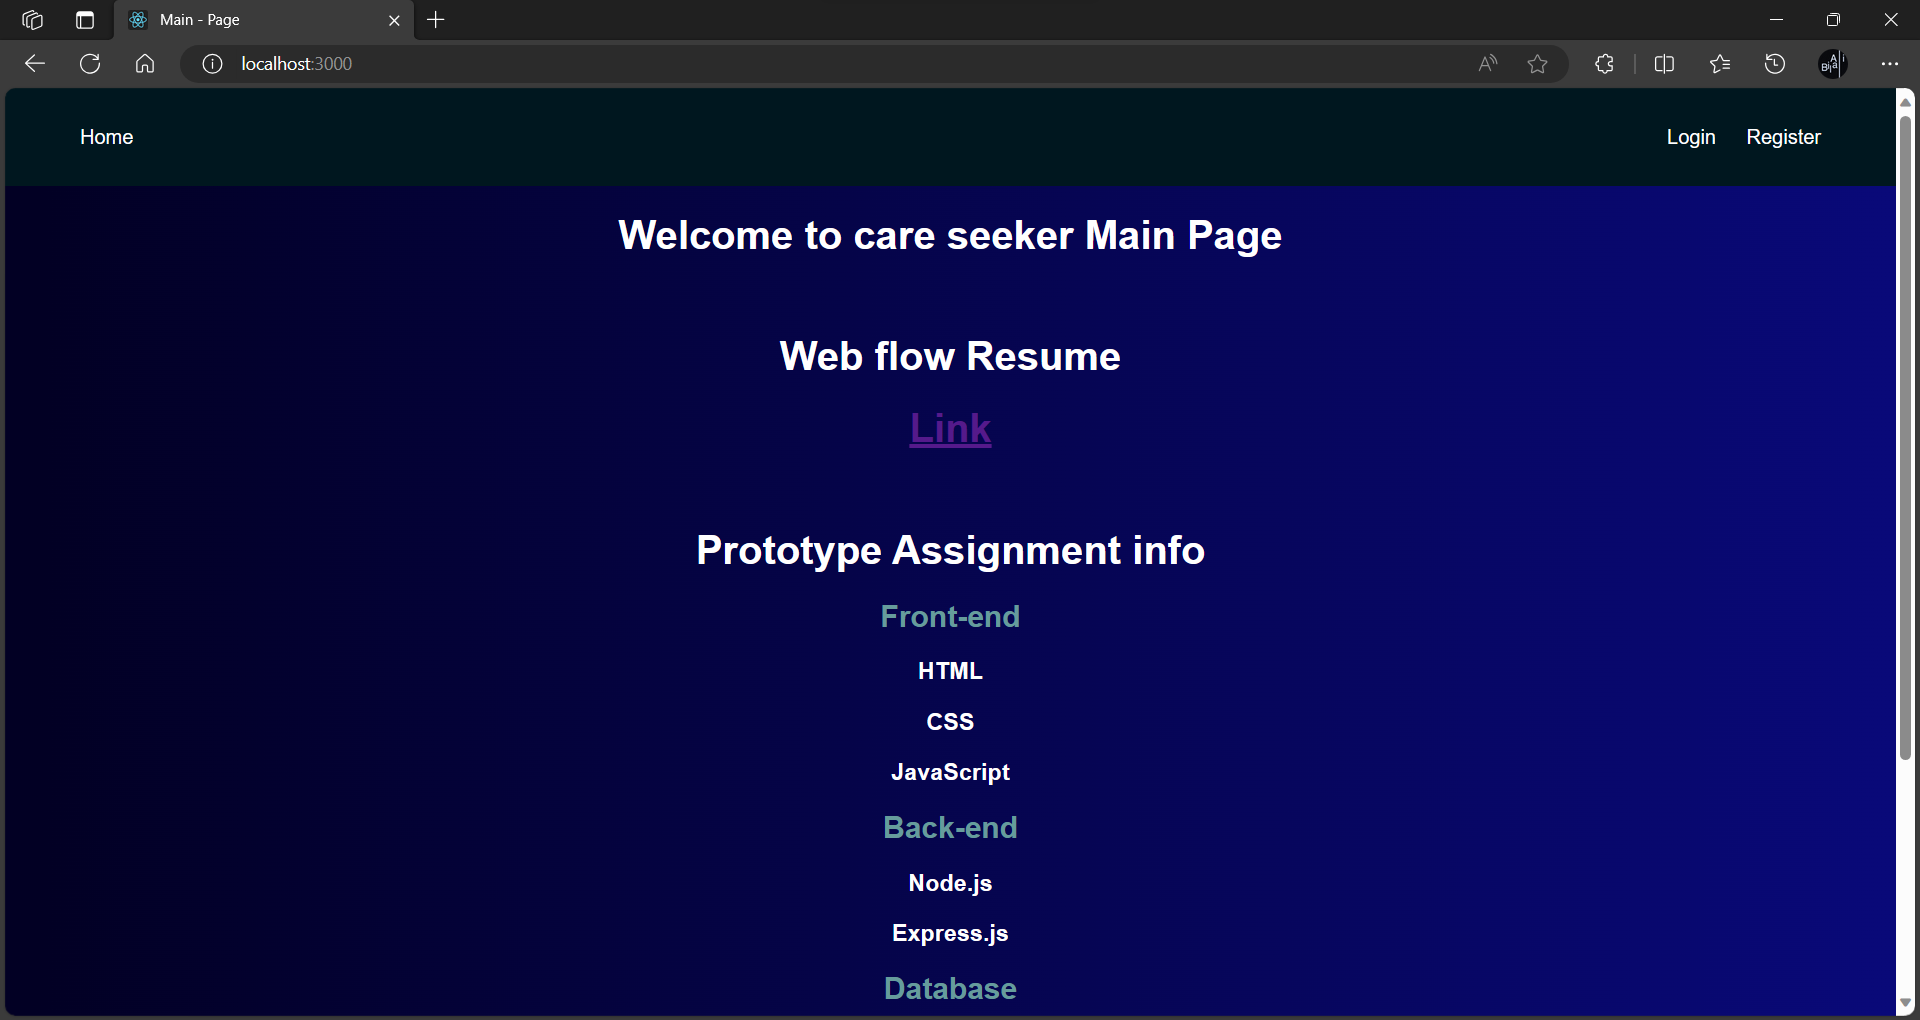 Main - Page
localhost:3000
Home
Login Register
Welcome to care seeker Main Page
Web flow Resume
Link
Prototype Assignment info
Front-end
HTML
CSS
JavaScript
Back-end
Node.js
Express.js
Database